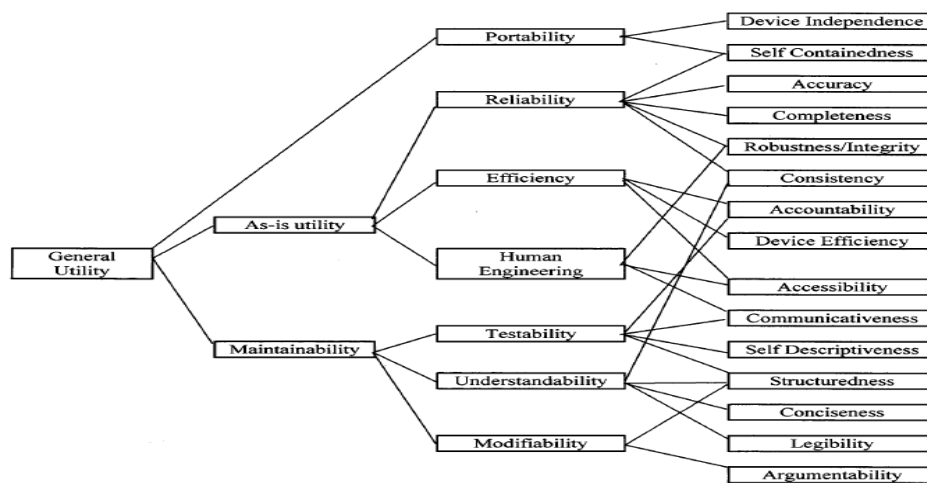 General
Utility
As-is utility
Maintainability
Portability
Reliability
Efficiency
Human
Engineering
Testability
Understandability
Modifiability
Device Independence
Self Containedness
Accuracy
Completeness
Robustness/Integrity
Consistency
Accountability
Device Efficiency
Accessibility
Communicativeness
Self Descriptiveness
Structuredness
Conciseness
Legibility
Argumentability